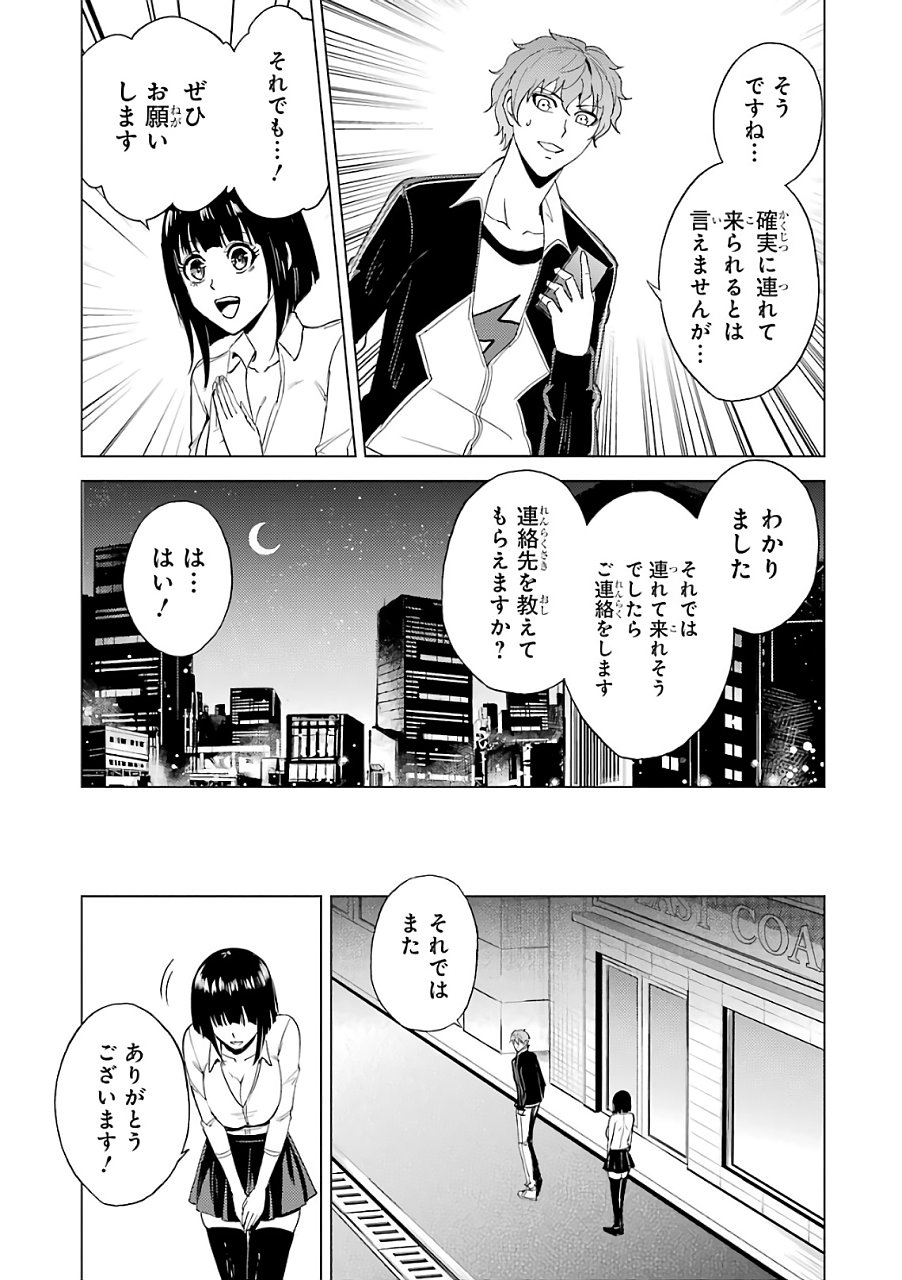 そう
ですね…
確実に連れて
来られるとは
言えませんが…
それでも…!
ぜひ
お願い
します
わかり
ました
それでは
連れて来れそう
でしたら
ご連絡をします
連絡先を教えて
もらえますか?
は…
はい!
EAST COA
それでは
また
ありがとう
ございます!